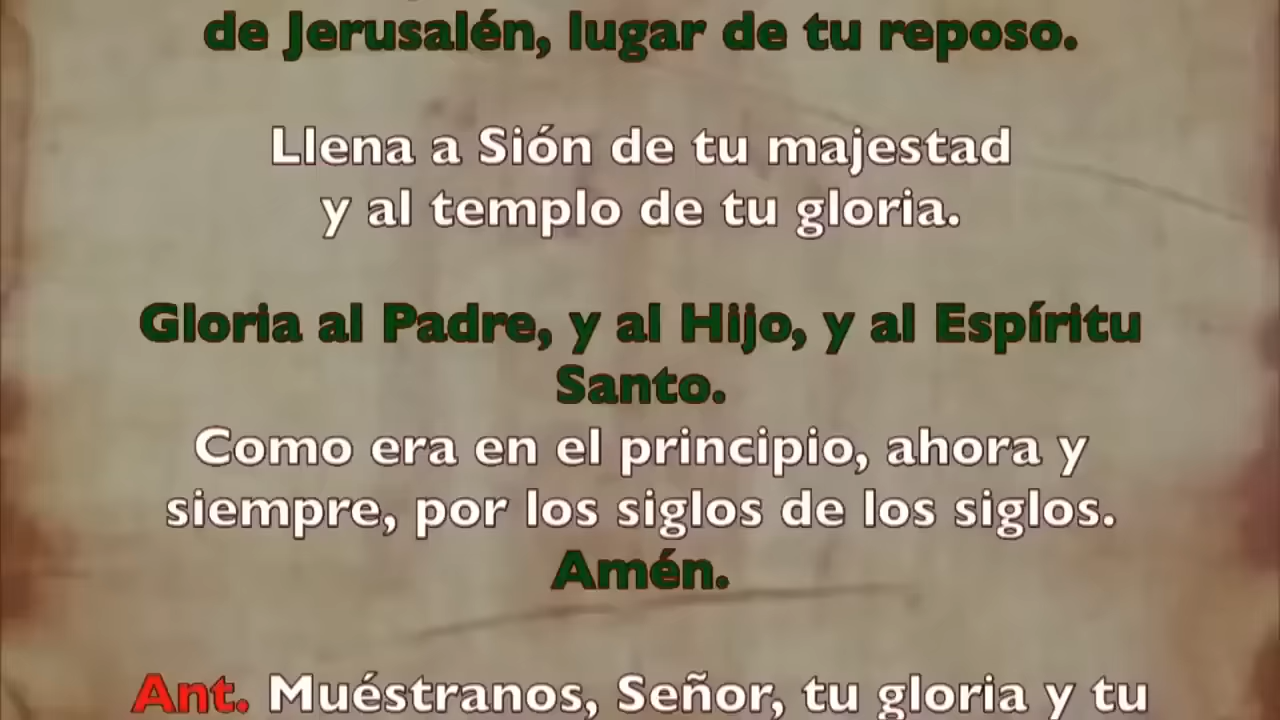 de Jerusalén, lugar de tu reposo.
Llena a Sión de tu majestad
y al templo de tu gloria.
Gloria al Padre, y al Hijo, y al Espíritu
Santo.
Como era en el principio, ahora y
siempre, por los siglos de los siglos.
Amén.
Ant. Muéstranos, Señor, tu gloria y tu